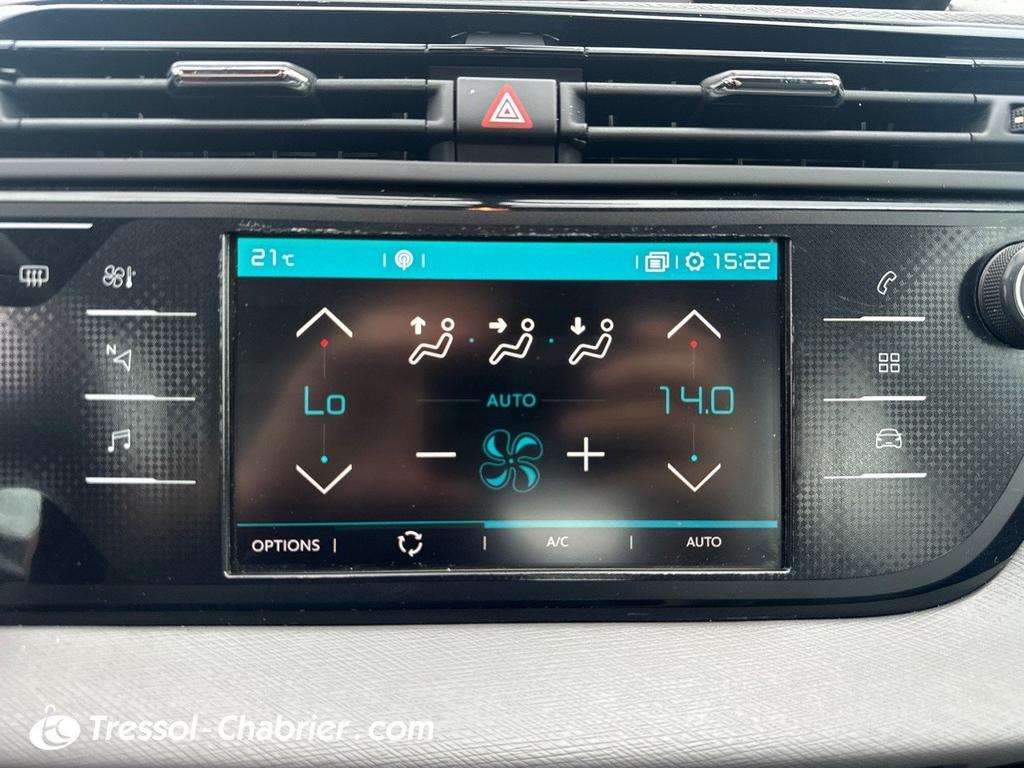 21°C 15:22
N
Lo AUTO 14.0
OPTIONS A/C AUTO
Tressol-Chabrier.com